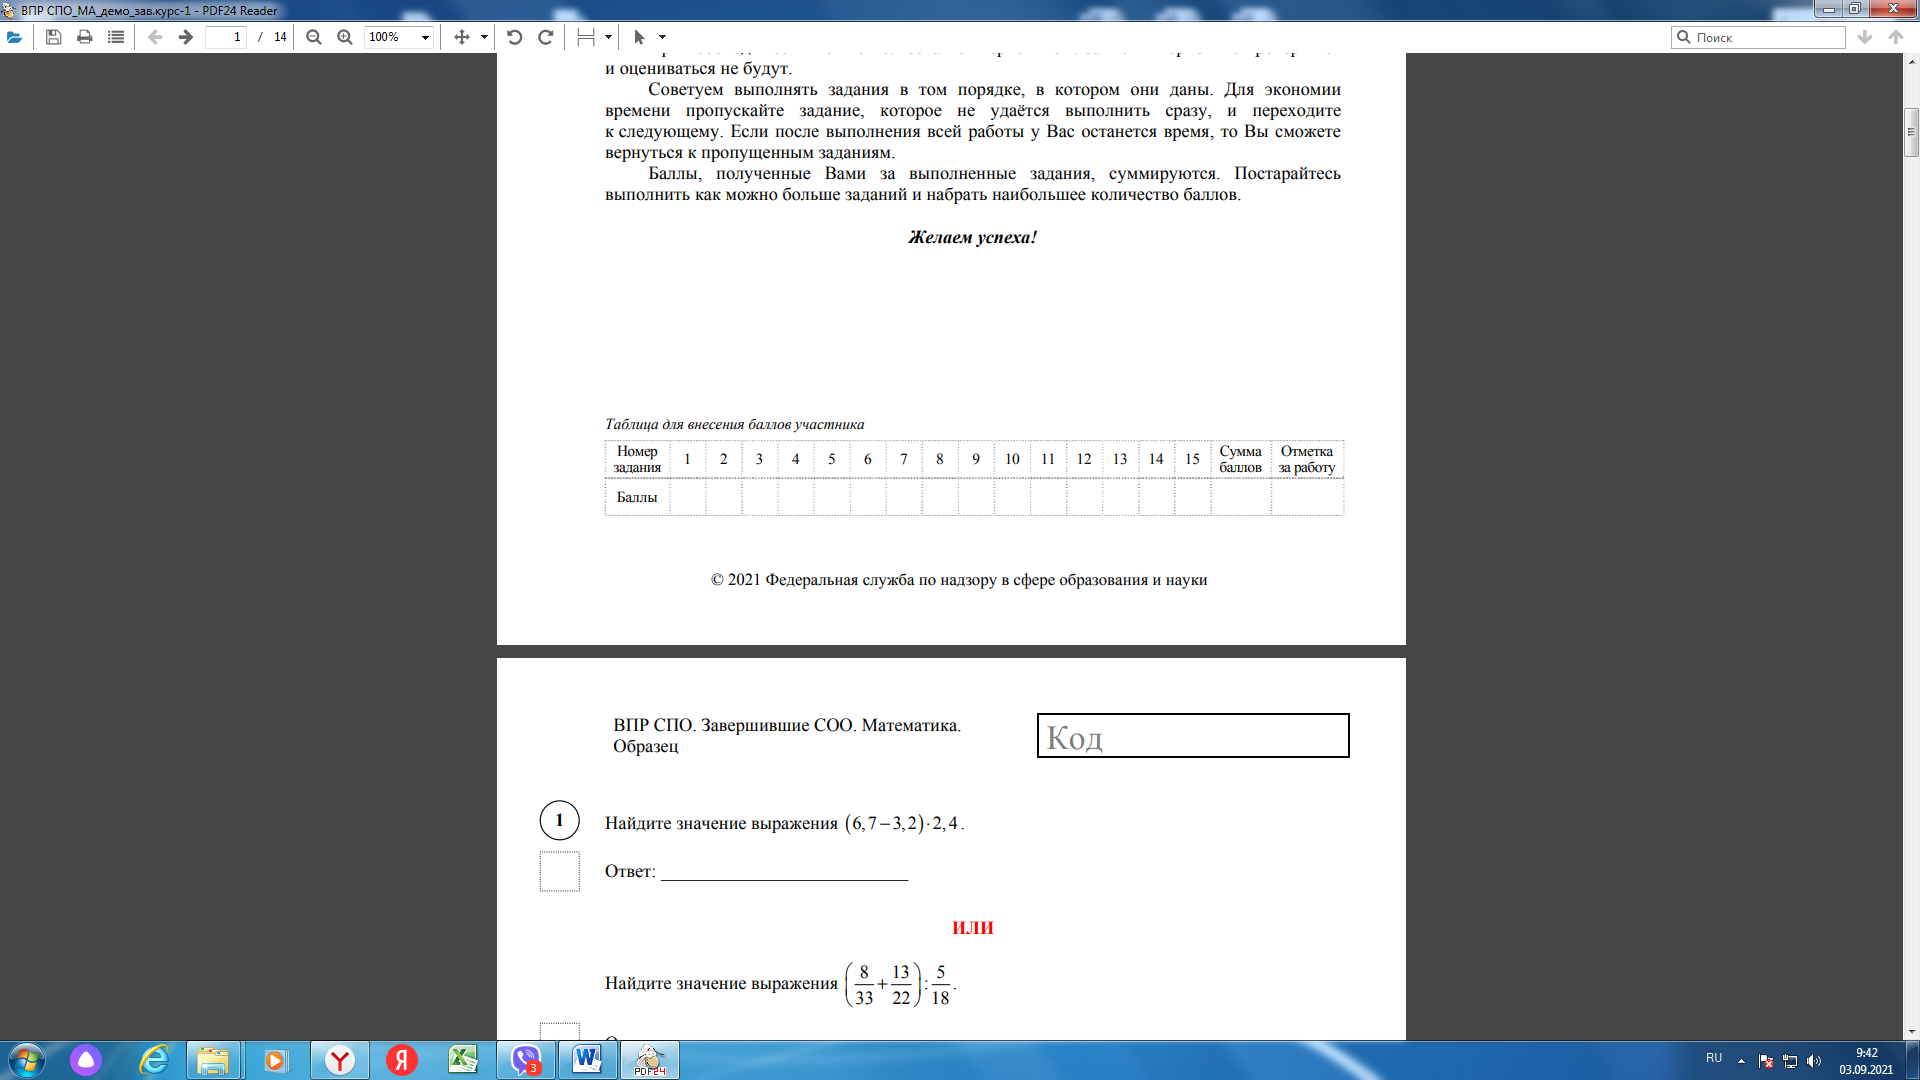 ВПР СПО_МА_демо_зав.курс-1 - PDF24 Reader
1 / 14
100%
Поиск
и оцениваться не будут.
Советуем выполнять задания в том порядке, в котором они даны. Для экономии
времени пропускайте задание, которое не удаётся выполнить сразу, и переходите
к следующему. Если после выполнения всей работы у Вас останется время, то Вы сможете
вернуться к пропущенным заданиям.
Баллы, полученные Вами за выполненные задания, суммируются. Постарайтесь
выполнить как можно больше заданий и набрать наибольшее количество баллов.
Желаем успеха!
Таблица для внесения баллов участника
Номер задания 1 2 3 4 5 6 7 8 9 10 11 12 13 14 15 Сумма баллов Отметка за работу
Баллы
© 2021 Федеральная служба по надзору в сфере образования и науки
ВПР СПО. Завершившие СОО. Математика.
Образец
Код
1
Найдите значение выражения (6,7−3,2)·2,4.
Ответ: ___________________________
ИЛИ
Найдите значение выражения (8/33+13/22):5/18.
3
PDF24
RU
9:42
03.09.2021